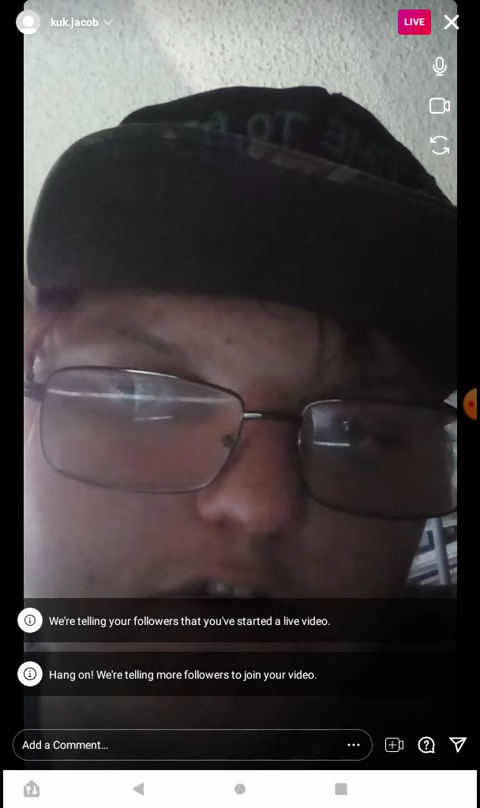 kuk.jacob
LIVE
We're telling your followers that you've started a live video.
Hang on! We're telling more followers to join your video.
Add a Comment...